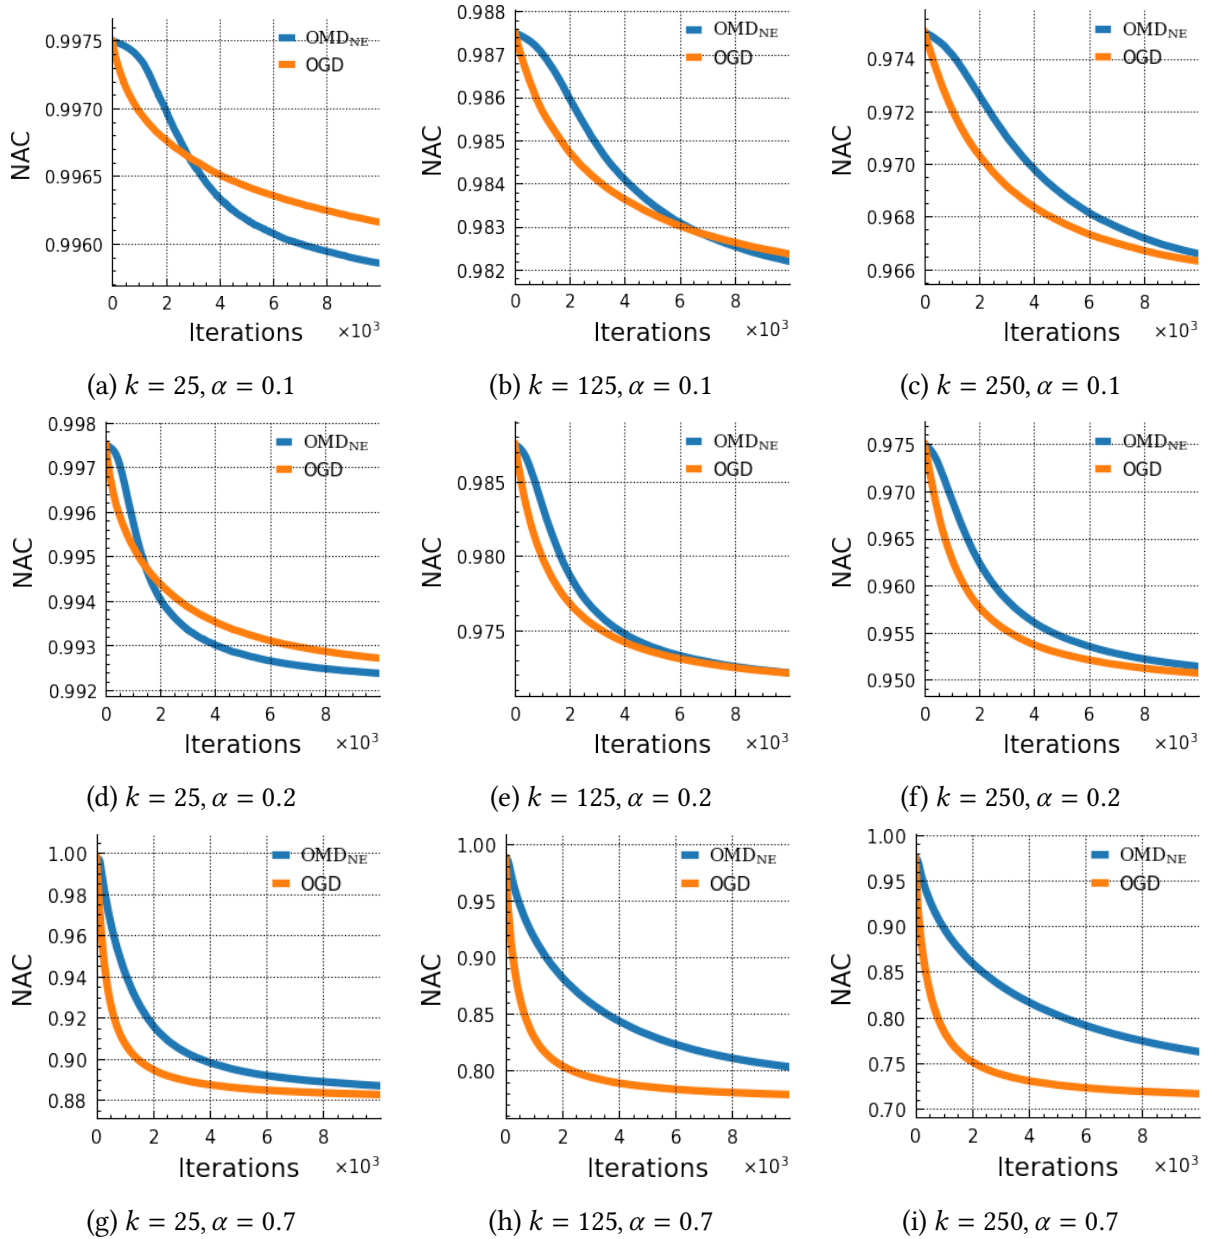 0.9975
0.9970
0.9965
0.9960
NAC
OMD_NE
OGD
0 2 4 6 8
Iterations ×10³
(a) k = 25, α = 0.1
0.988
0.987
0.986
0.985
0.984
0.983
0.982
NAC
OMD_NE
OGD
0 2 4 6 8
Iterations ×10³
(b) k = 125, α = 0.1
0.974
0.972
0.970
0.968
0.966
NAC
OMD_NE
OGD
0 2 4 6 8
Iterations ×10³
(c) k = 250, α = 0.1
0.998
0.997
0.996
0.995
0.994
0.993
0.992
NAC
OMD_NE
OGD
0 2 4 6 8
Iterations ×10³
(d) k = 25, α = 0.2
0.985
0.980
0.975
NAC
OMD_NE
OGD
0 2 4 6 8
Iterations ×10³
(e) k = 125, α = 0.2
0.975
0.970
0.965
0.960
0.955
0.950
NAC
OMD_NE
OGD
0 2 4 6 8
Iterations ×10³
(f) k = 250, α = 0.2
1.00
0.98
0.96
0.94
0.92
0.90
0.88
NAC
OMD_NE
OGD
0 2 4 6 8
Iterations ×10³
(g) k = 25, α = 0.7
1.00
0.95
0.90
0.85
0.80
NAC
OMD_NE
OGD
0 2 4 6 8
Iterations ×10³
(h) k = 125, α = 0.7
1.00
0.95
0.90
0.85
0.80
0.75
0.70
NAC
OMD_NE
OGD
0 2 4 6 8
Iterations ×10³
(i) k = 250, α = 0.7